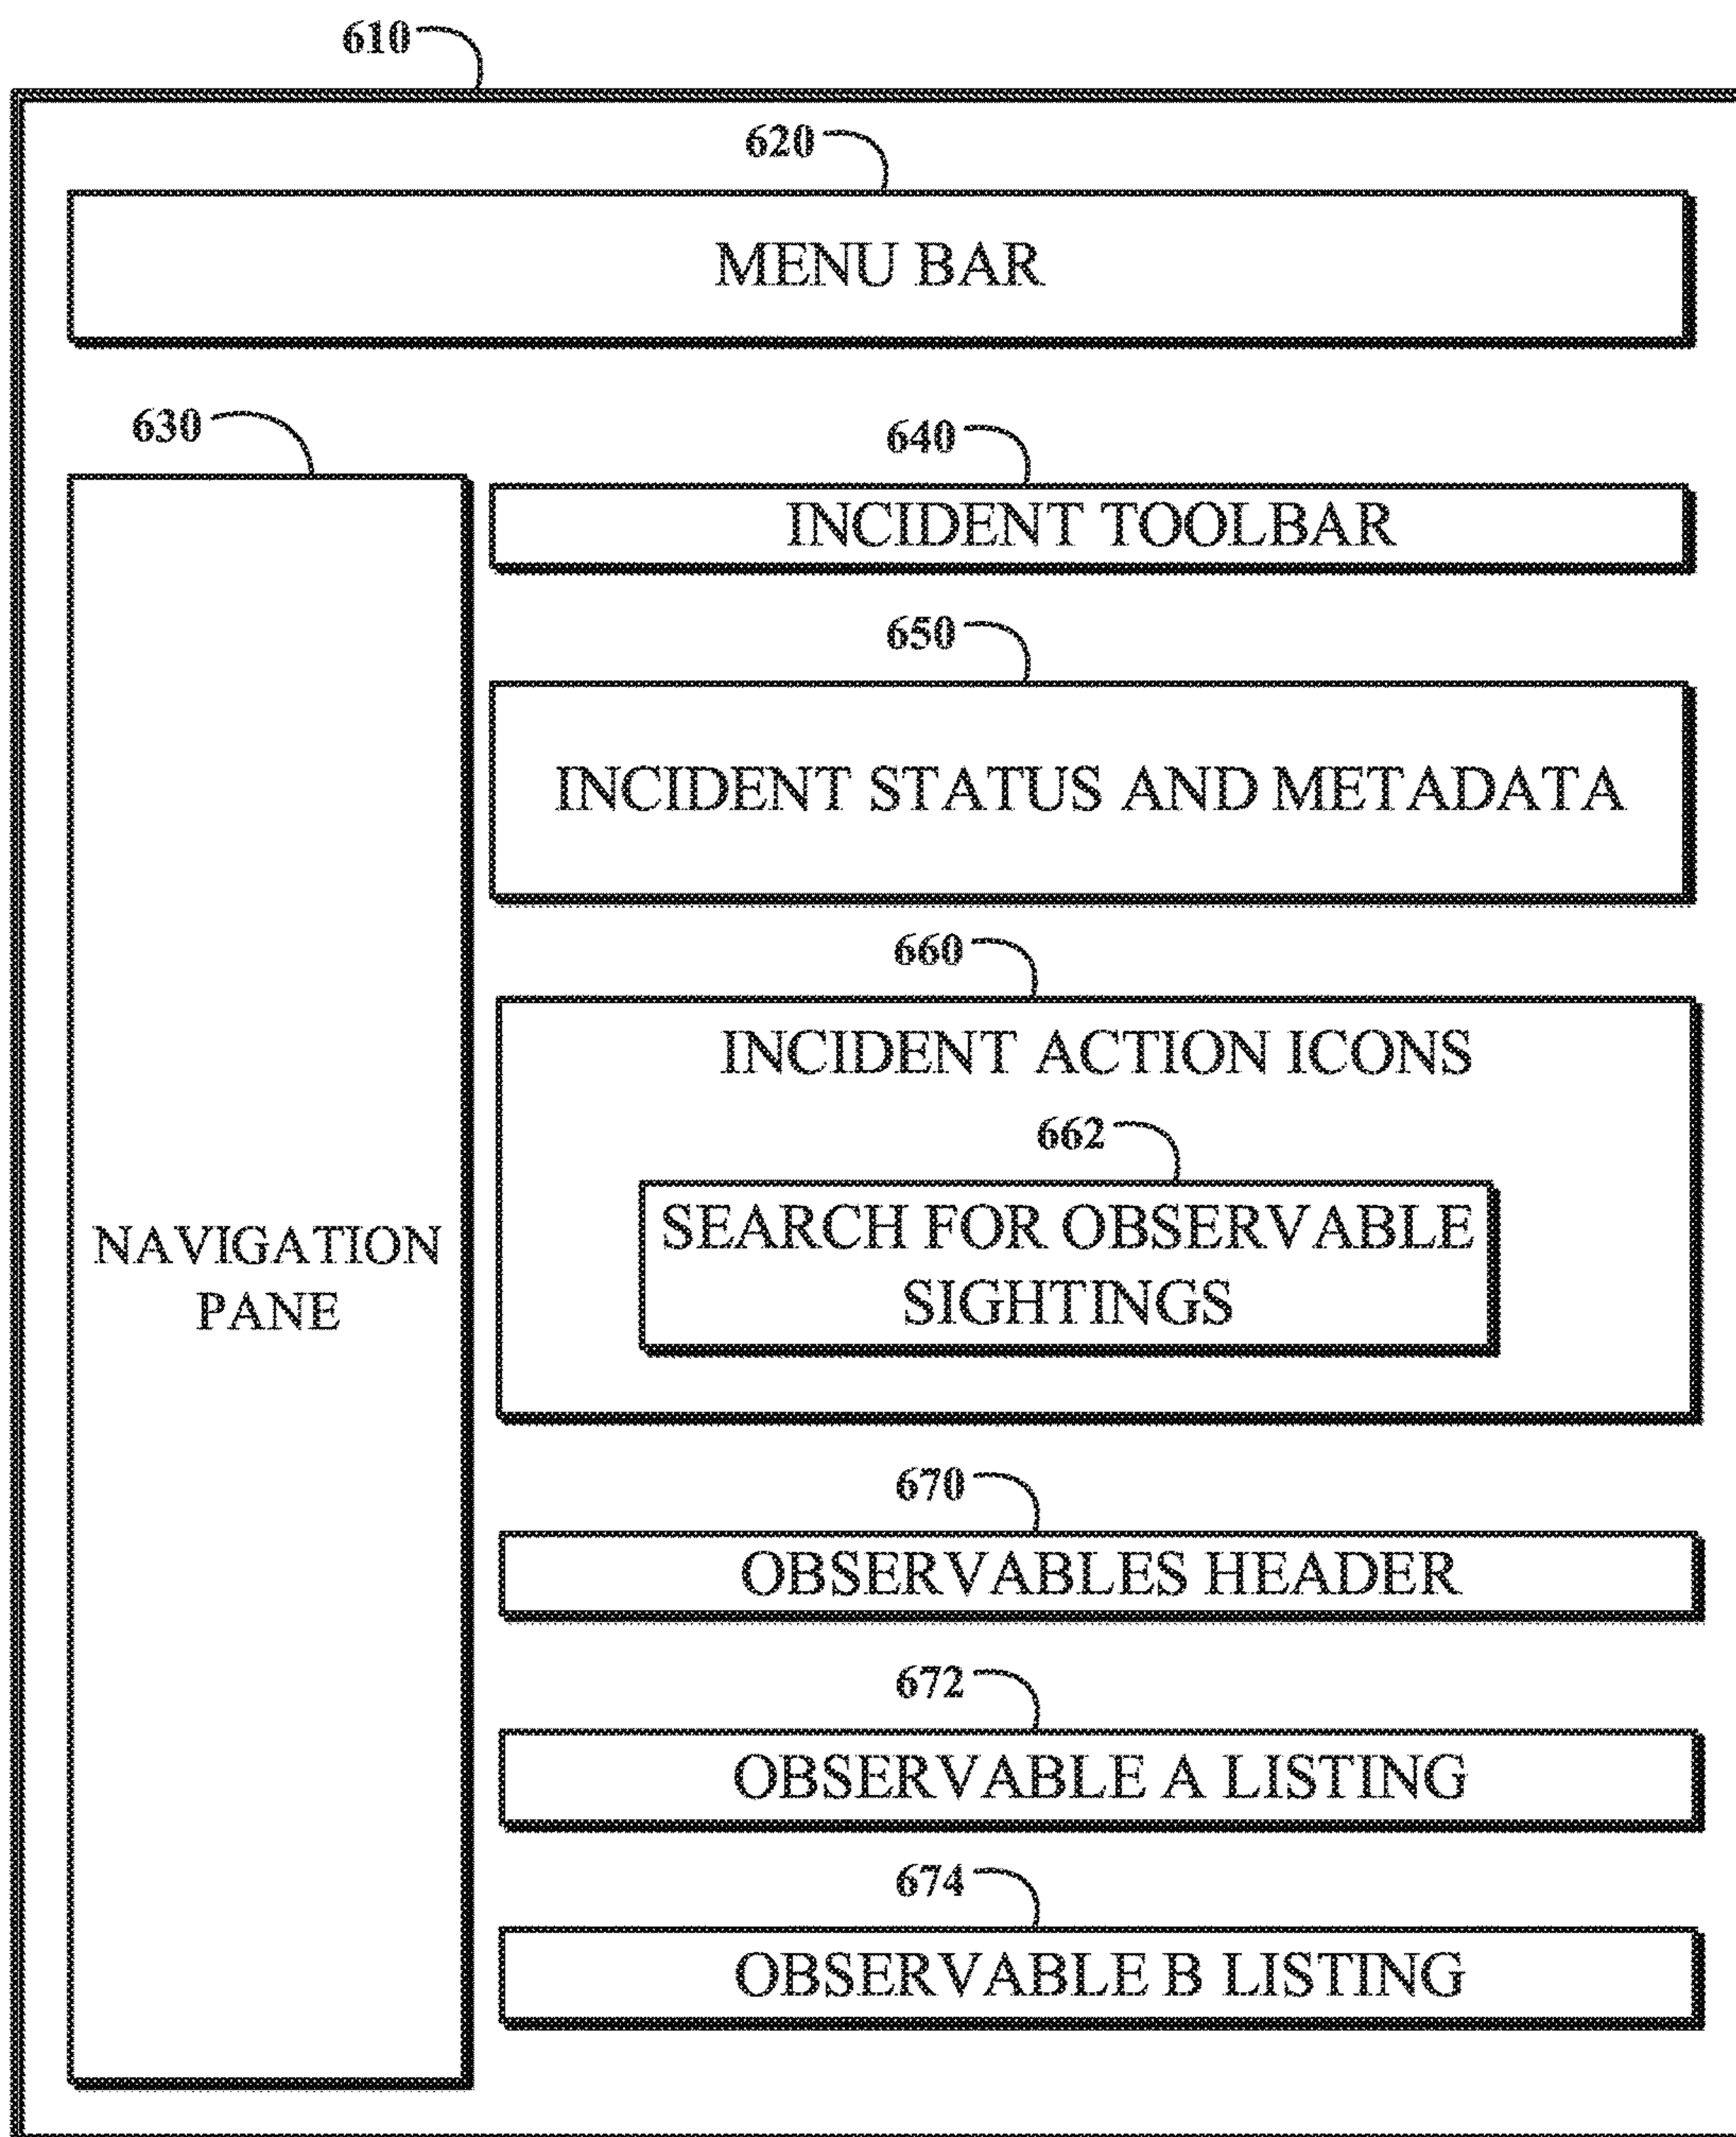 610
620
MENU BAR
630
NAVIGATION
PANE
640
INCIDENT TOOLBAR
650
INCIDENT STATUS AND METADATA
660
INCIDENT ACTION ICONS
662
SEARCH FOR OBSERVABLE
SIGHTINGS
670
OBSERVABLES HEADER
672
OBSERVABLE A LISTING
674
OBSERVABLE B LISTING